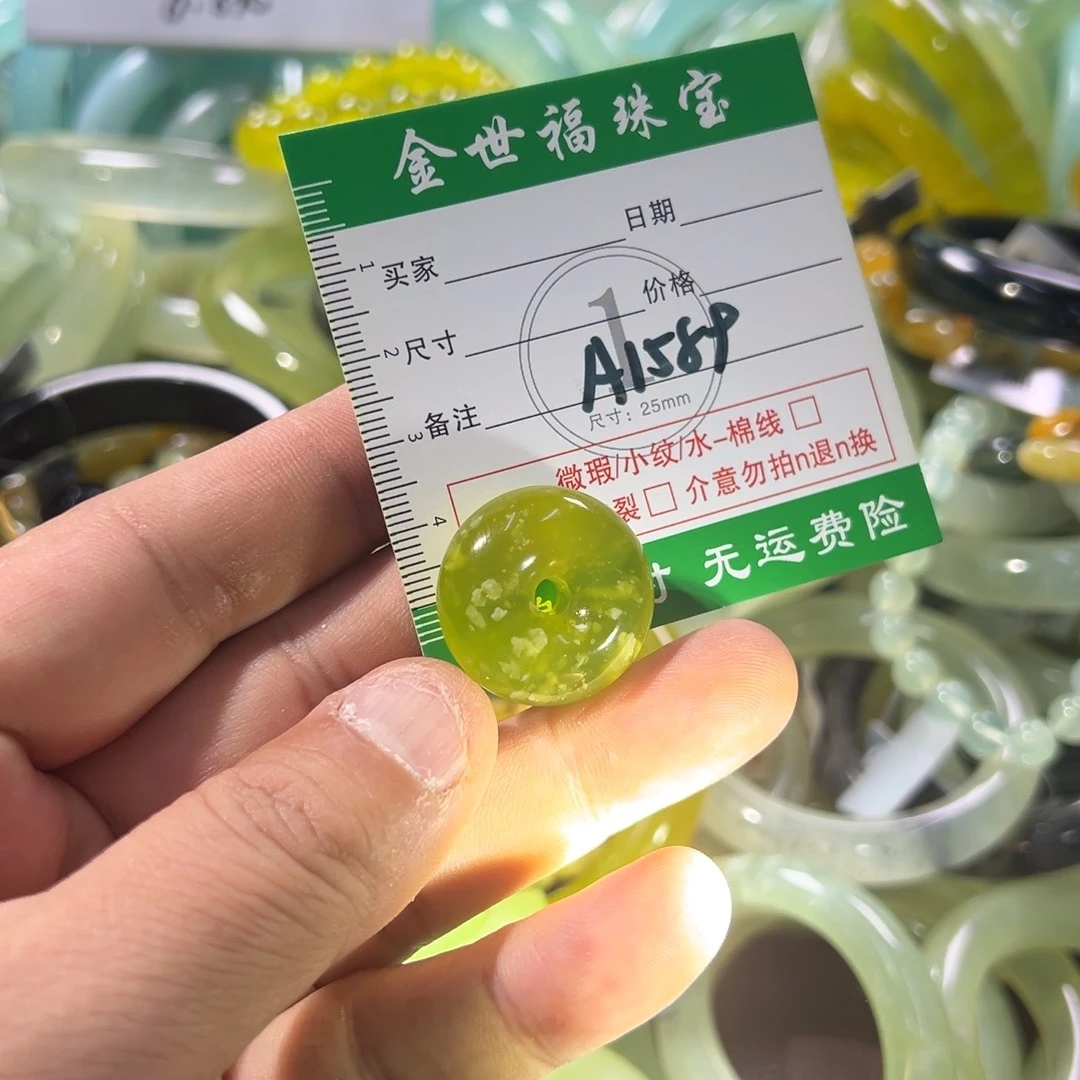 金世福珠宝
日期
买家
价格
尺寸
A1589
尺寸：25mm
备注
微瑕/小纹/水-棉线□
裂□ 介意勿拍n退n换
寸 无运费险
1
1
2
3
4